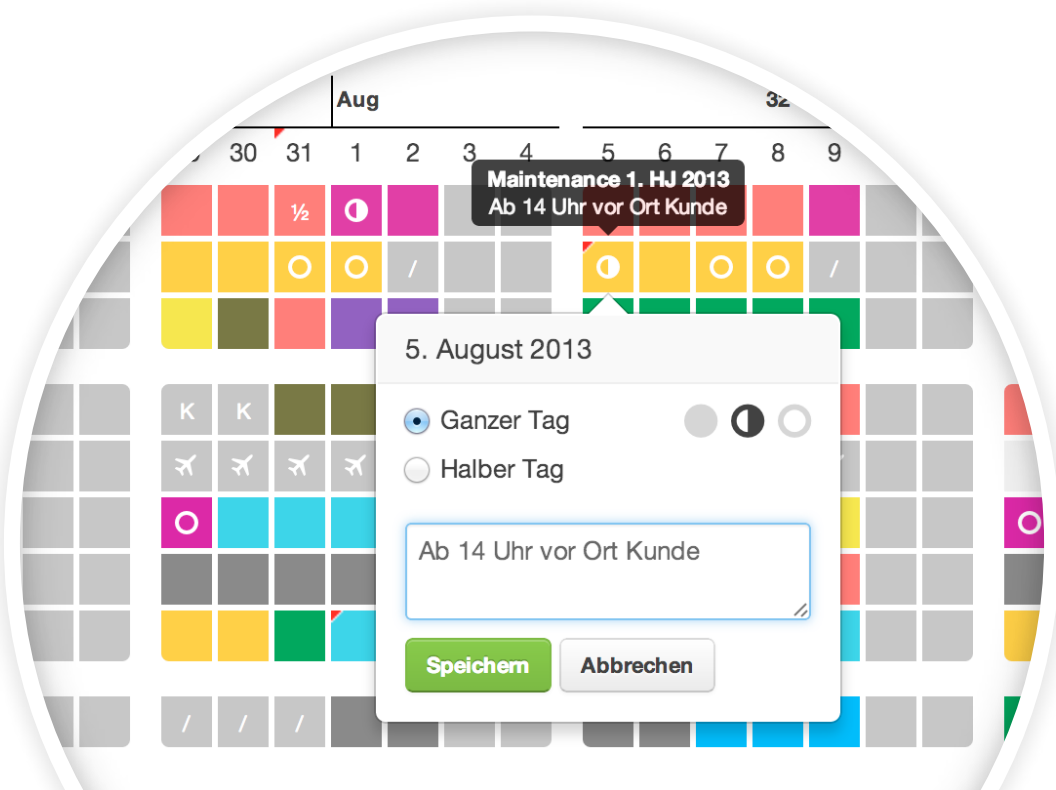 Aug
32
30 31 1 2 3 4 5 6 7 8 9
Maintenance 1. HJ 2013
Ab 14 Uhr vor Ort Kunde
½
/ /
5. August 2013
K K
Ganzer Tag
Halber Tag
Ab 14 Uhr vor Ort Kunde
Speichern Abbrechen
/ / /